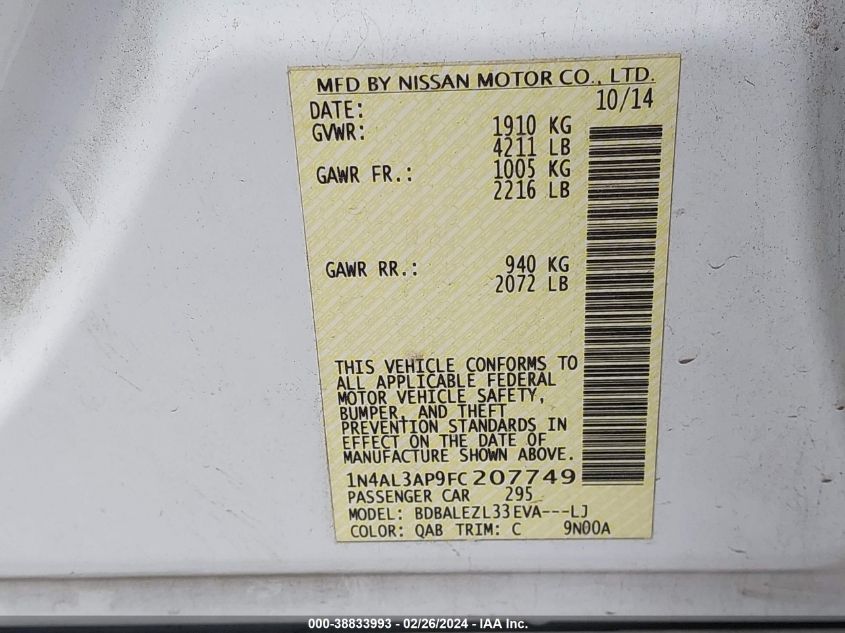 MFD BY NISSAN MOTOR CO., LTD.
DATE: 10/14
GVWR: 1910 KG
4211 LB
GAWR FR.: 1005 KG
2216 LB
GAWR RR.: 940 KG
2072 LB
THIS VEHICLE CONFORMS TO
ALL APPLICABLE FEDERAL
MOTOR VEHICLE SAFETY,
BUMPER, AND THEFT
PREVENTION STANDARDS IN
EFFECT ON THE DATE OF
MANUFACTURE SHOWN ABOVE.
1N4AL3AP9FC207749
PASSENGER CAR 295
MODEL: BDBALEZL33EVA---LJ
COLOR: QAB TRIM: C 9N00A
000-38833993 - 02/26/2024 - IAA Inc.